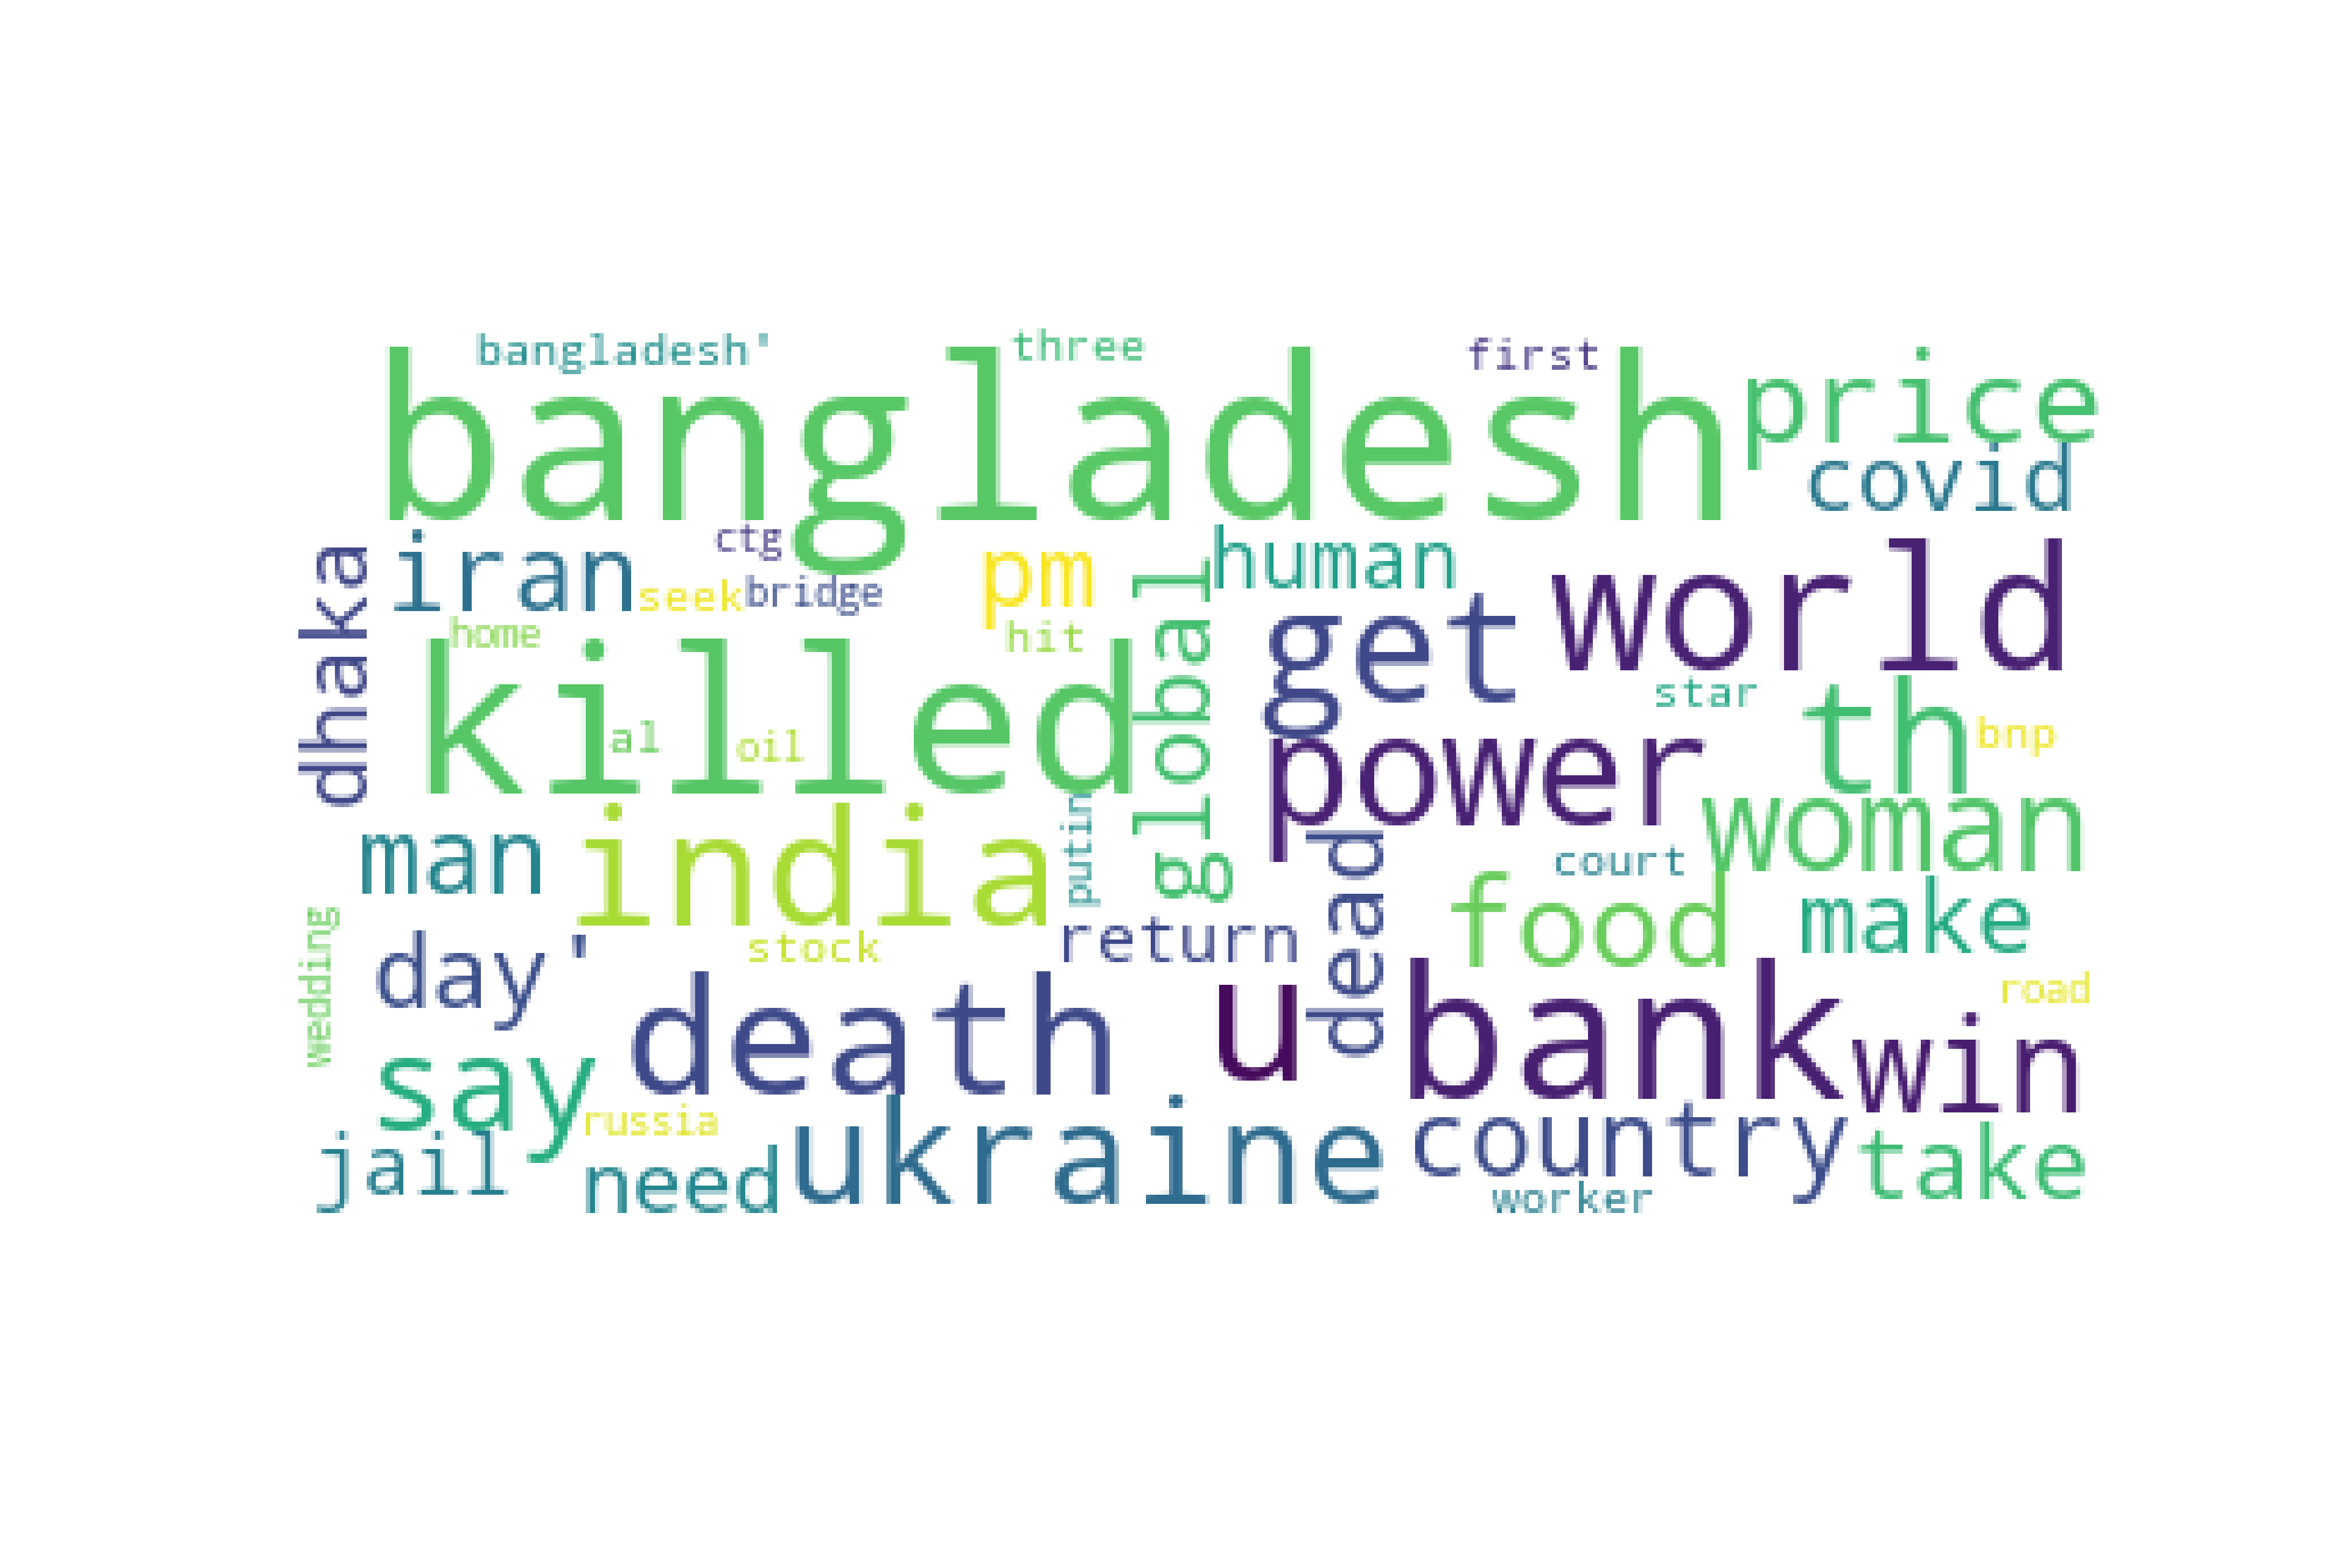 bangladesh'
three
first
bangladesh
price
covid
dhaka
iran
ctg
seek
bridge
pm
human
world
home
hit
global
get
killed
al
oil
star
th
bnp
power
woman
man
india
putin
dead
court
food
make
wedding
day'
stock
return
death
u
bank
road
win
say
russia
ukraine
country
take
jail
need
worker